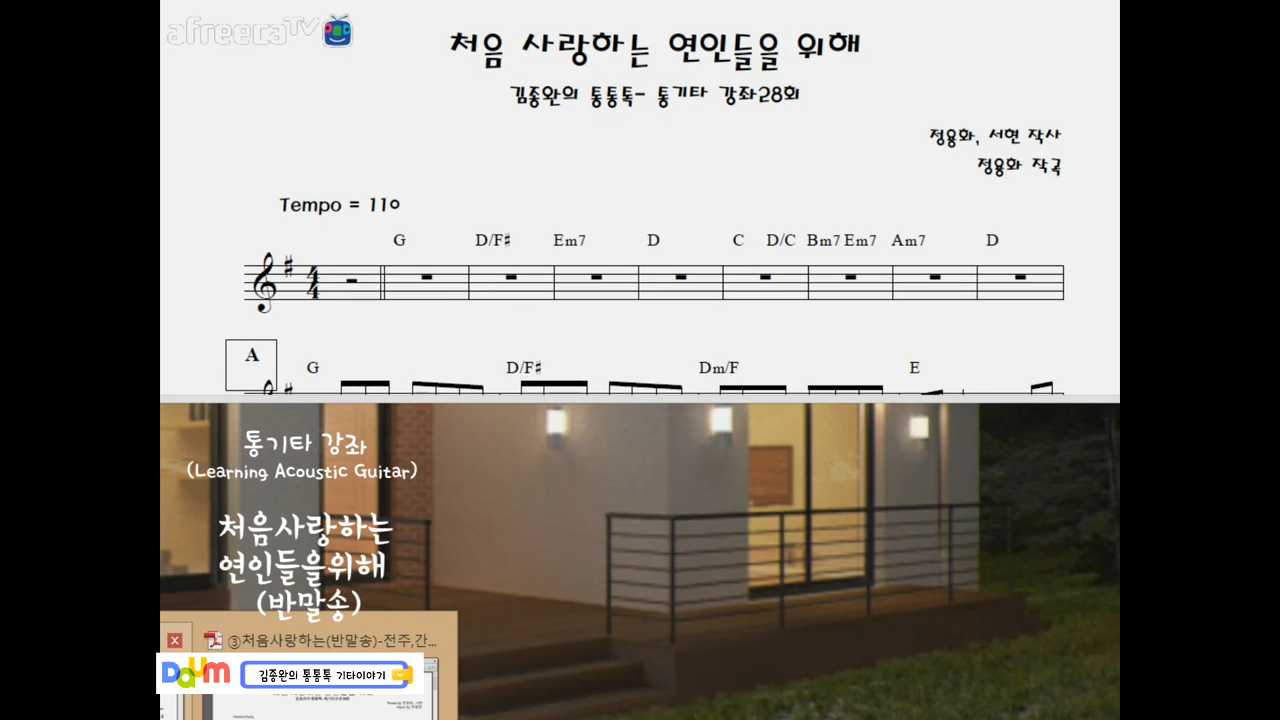 afreecaTV
처음 사랑하는 연인들을 위해
김종완의 통통톡- 통기타 강좌28회
정용화, 서현 작사
정용화 작곡
Tempo = 110
G D/F♯ Em7 D C D/C Bm7 Em7 Am7 D
4
4
A
G D/F♯ Dm/F E
통기타 강좌
(Learning Acoustic Guitar)
처음사랑하는
연인들을위해
(반말송)
③처음사랑하는(반말송)-전주,간...
Daum 김종완의 통통톡 기타이야기